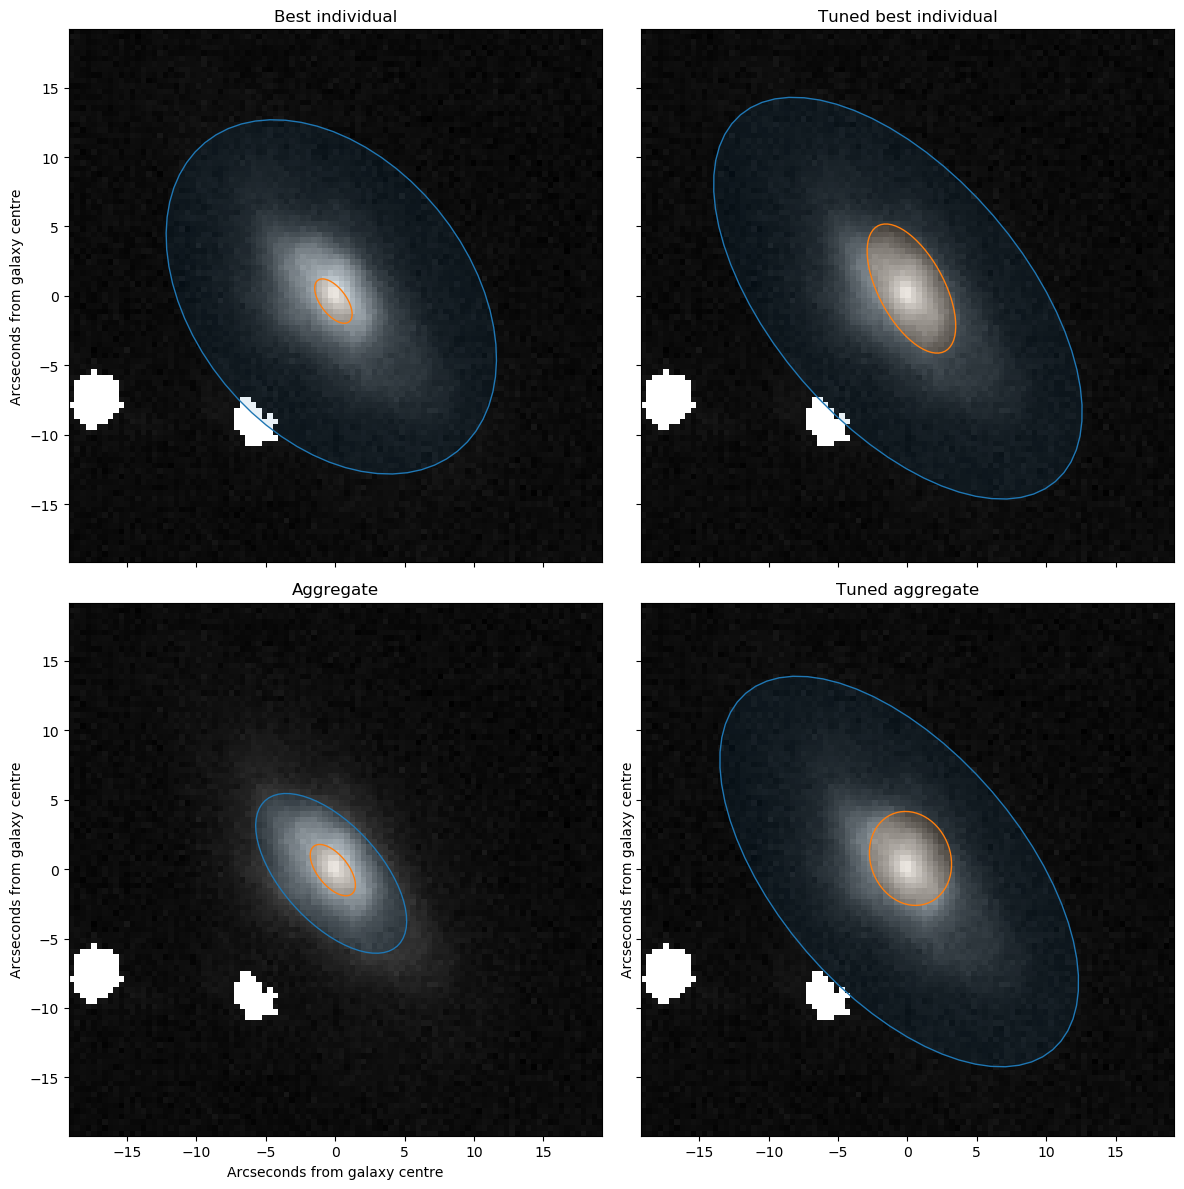 Best individual
Tuned best individual
15
10
5
0
−5
−10
−15
Arcseconds from galaxy centre
Aggregate
Tuned aggregate
15
10
5
0
−5
−10
−15
Arcseconds from galaxy centre
Arcseconds from galaxy centre
−15 −10 −5 0 5 10 15
−15 −10 −5 0 5 10 15
Arcseconds from galaxy centre